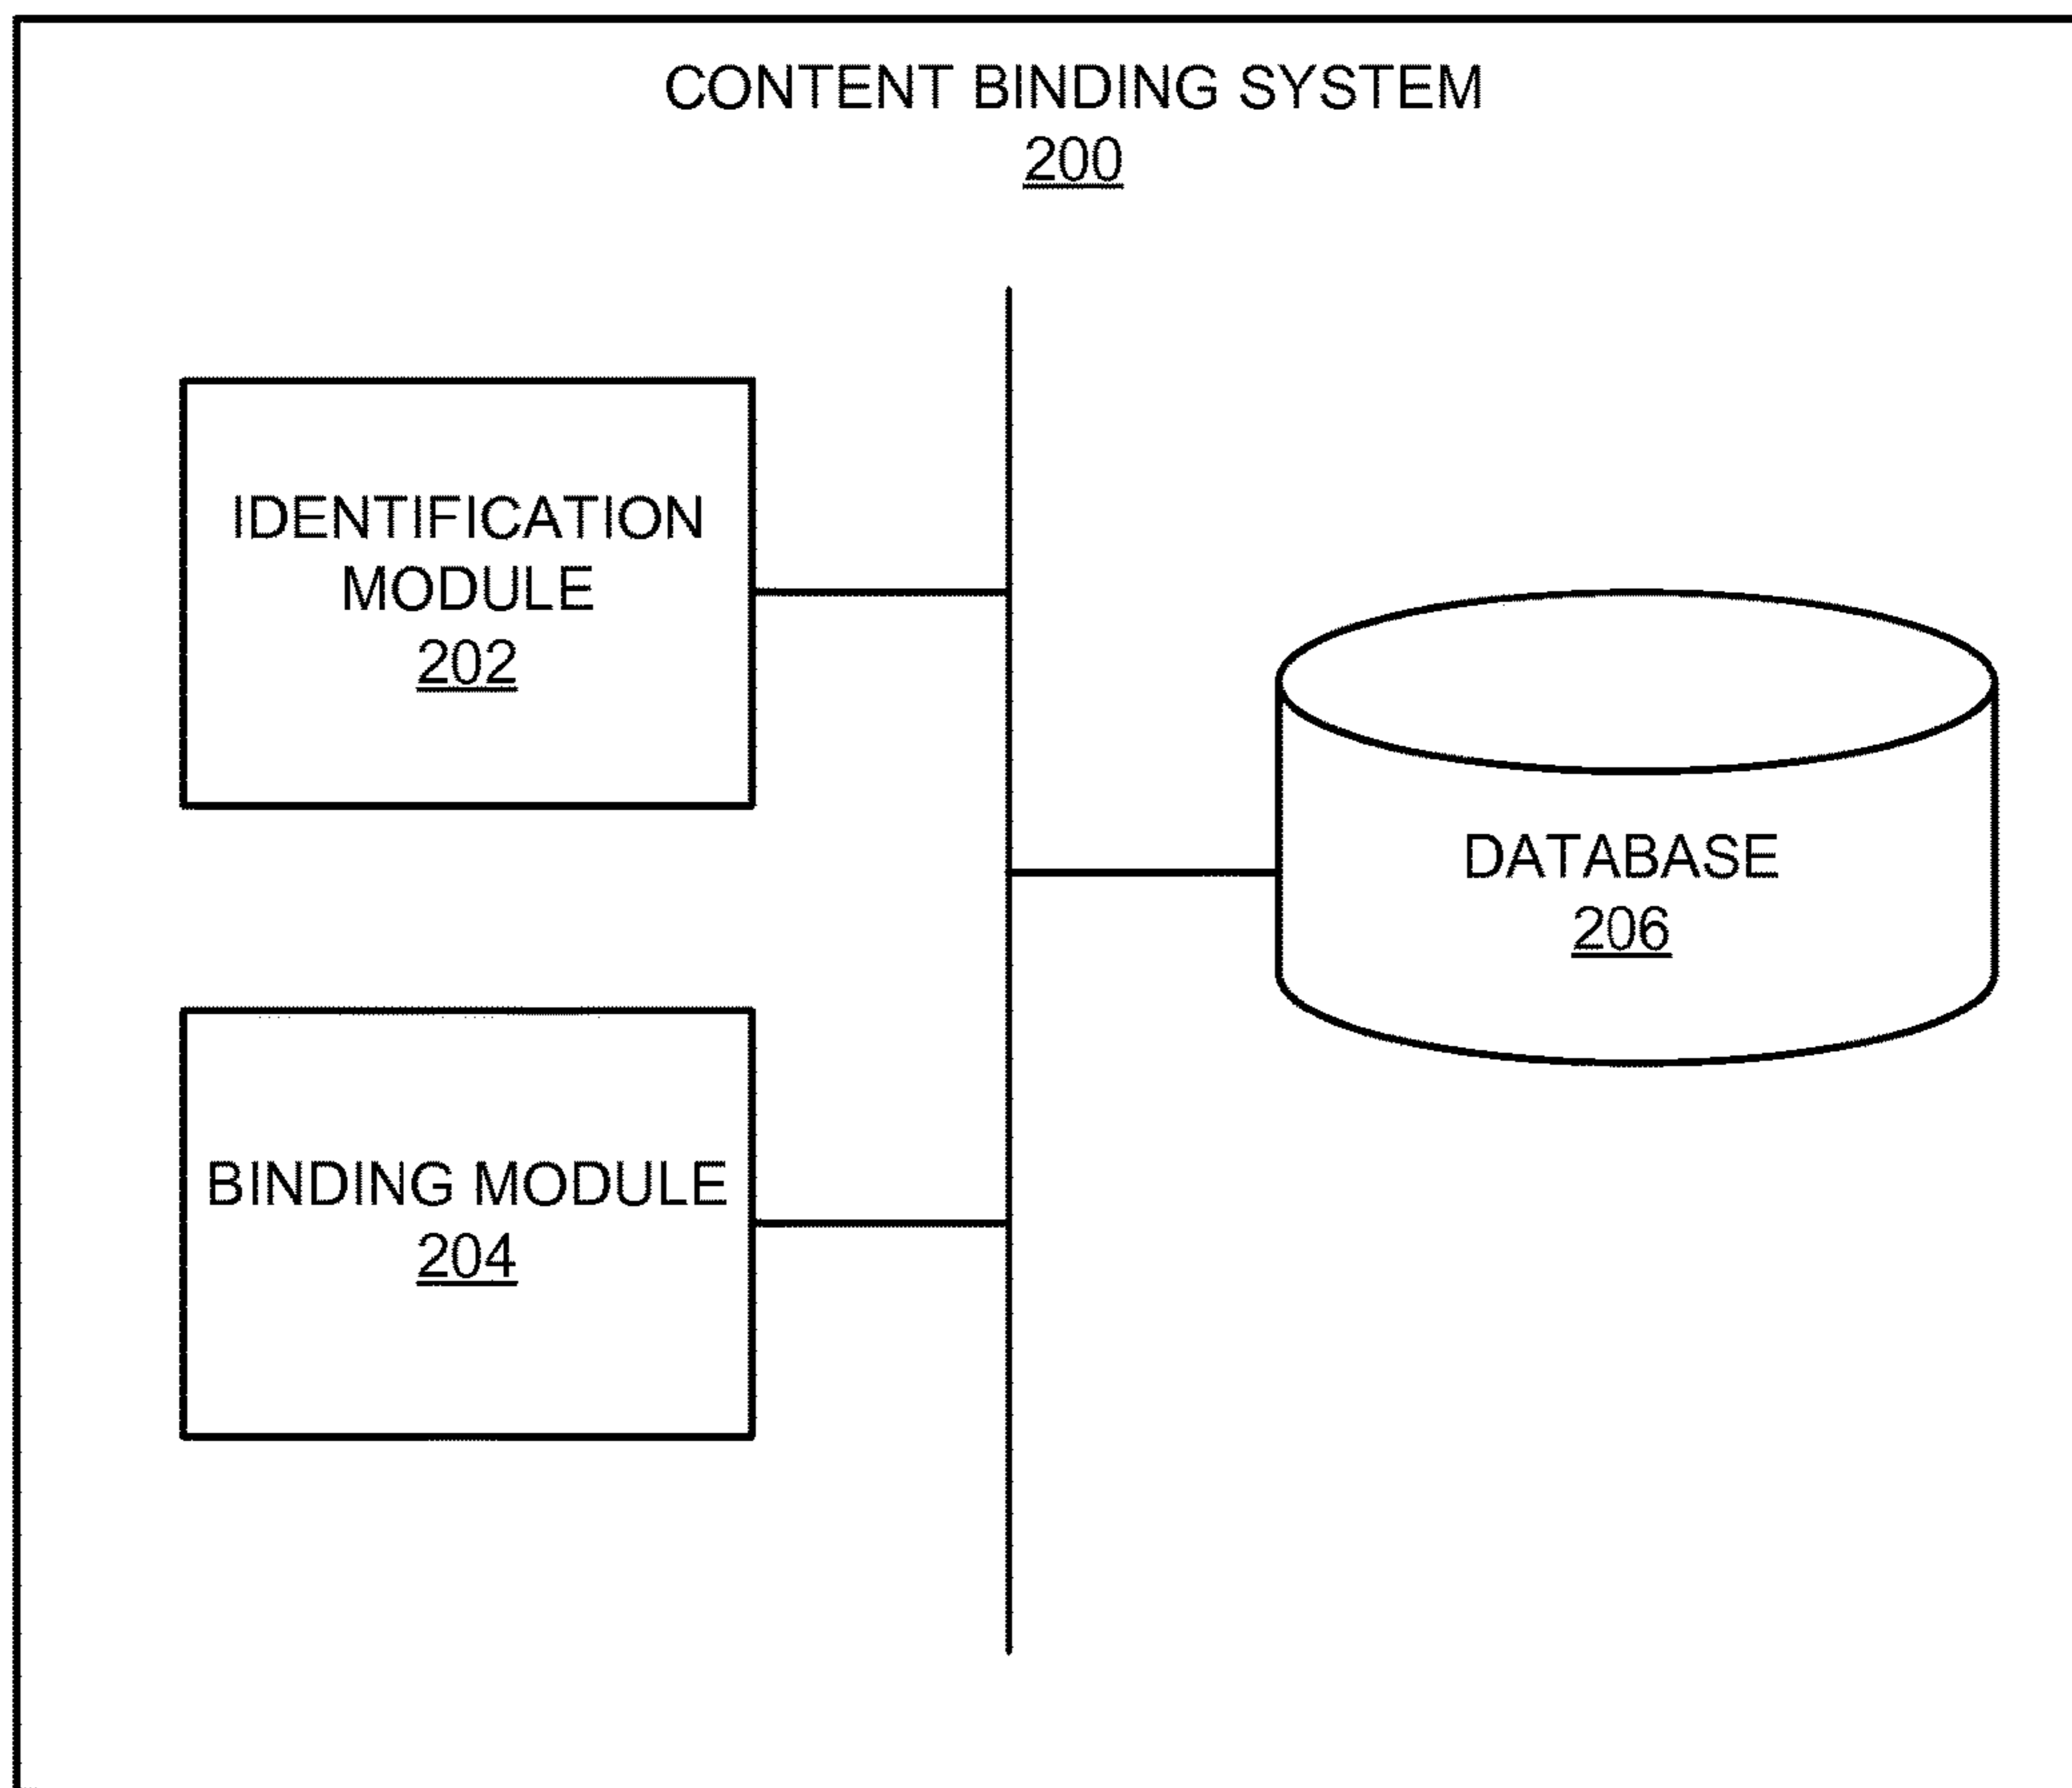 CONTENT BINDING SYSTEM
200
IDENTIFICATION
MODULE
202
DATABASE
206
BINDING MODULE
204